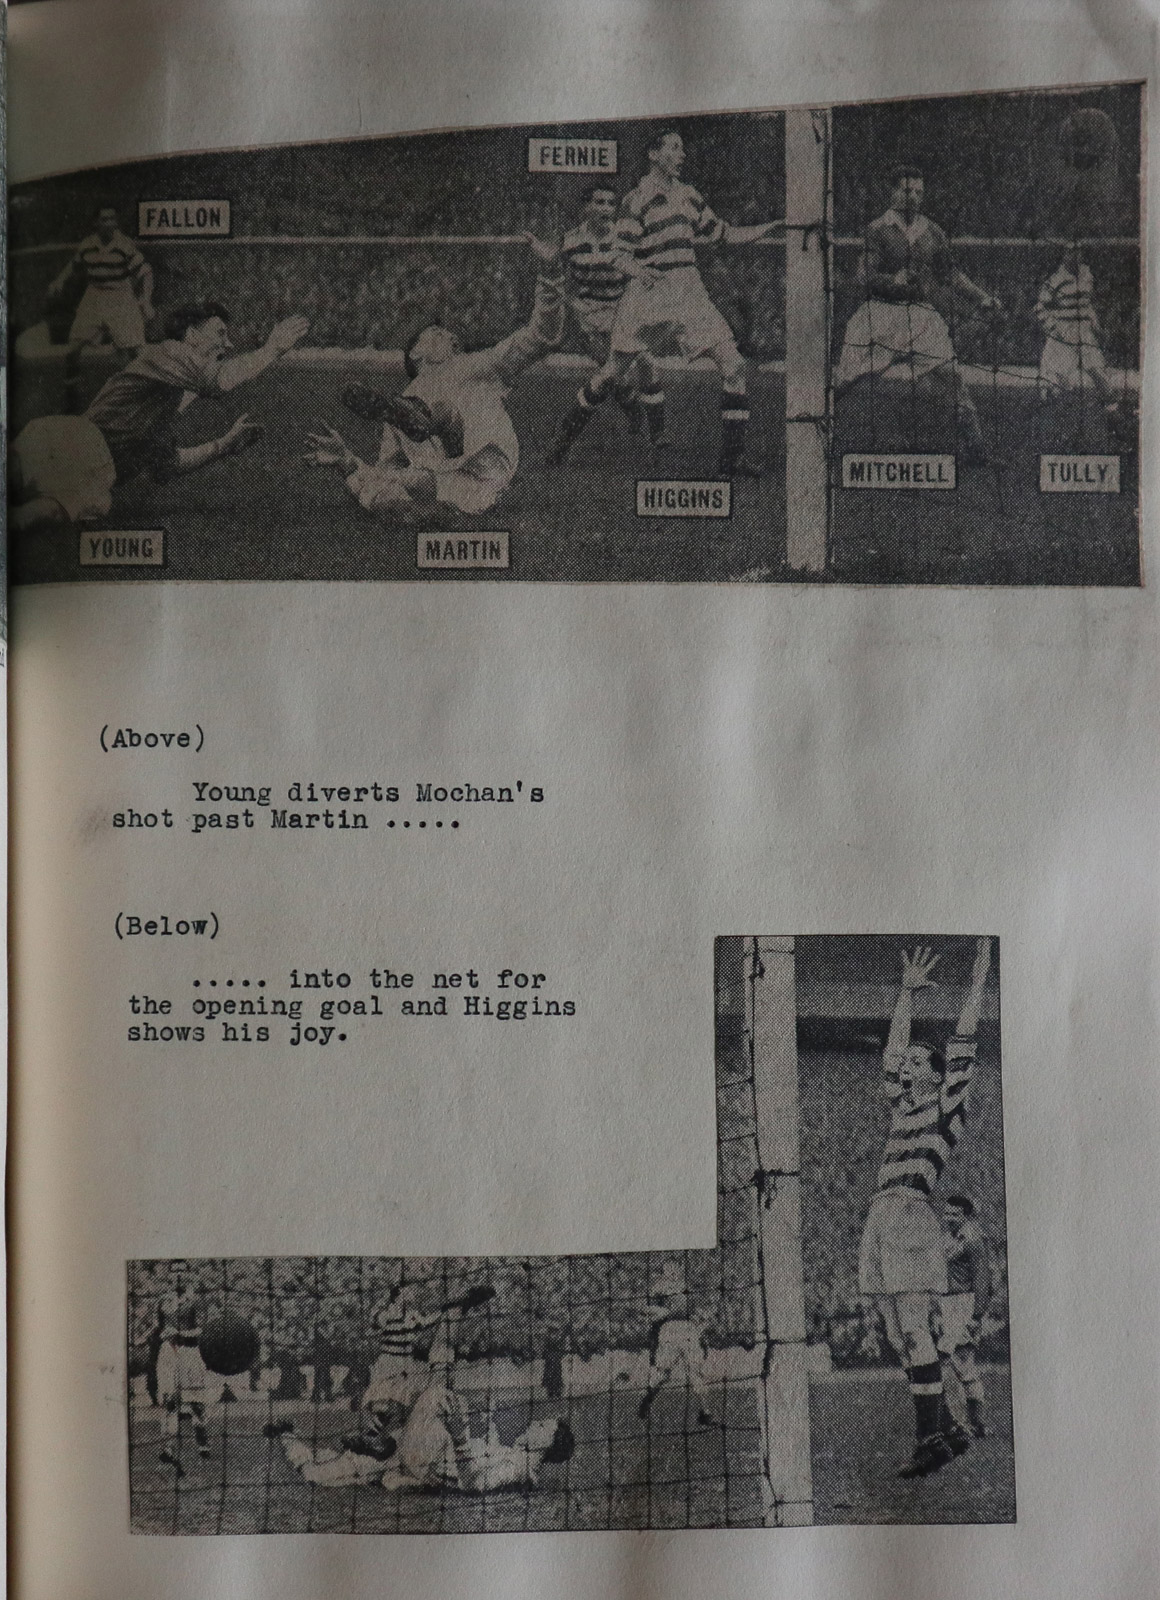 FERNIE
FALLON
MITCHELL
TULLY
HIGGINS
YOUNG
MARTIN
(Above)
Young diverts Mochan's
shot past Martin .....
(Below)
..... into the net for
the opening goal and Higgins
shows his joy.